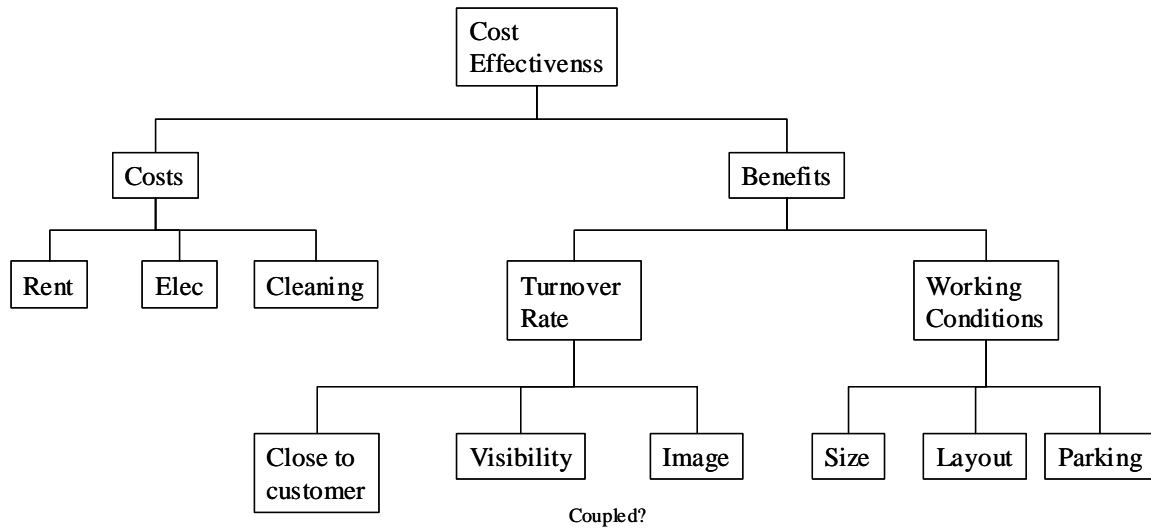 Cost
Effectivenss
Costs
Benefits
Rent
Elec
Cleaning
Turnover
Rate
Working
Conditions
Close to
customer
Visibility
Image
Size
Layout
Parking
Coupled?